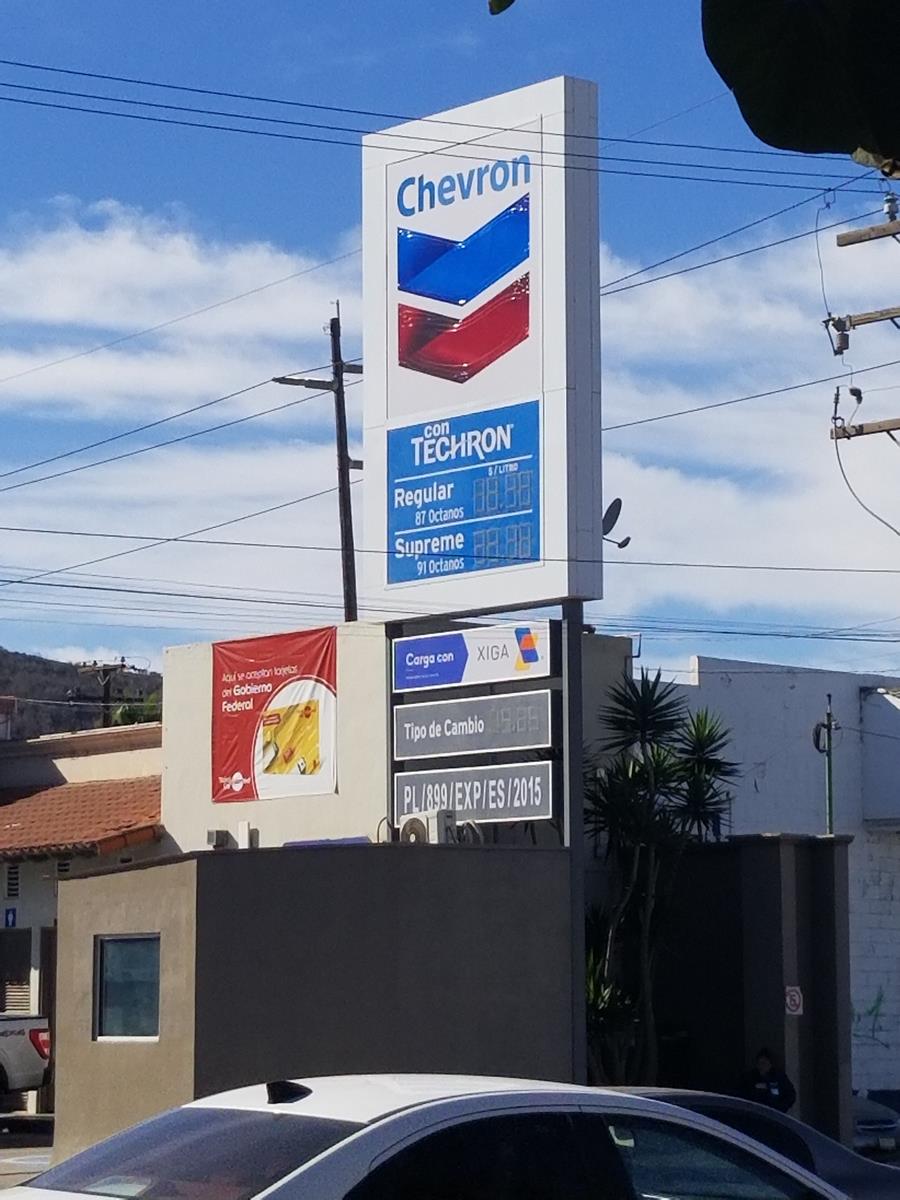 Chevron
con
TECHRON
$/LITRO
Regular
87 Octanos
Supreme
91 Octanos
Carga con XIGA
Tipo de Cambio
PL/899/EXP/ES/2015
Aquí se aceptan tarjetas
del Gobierno
Federal